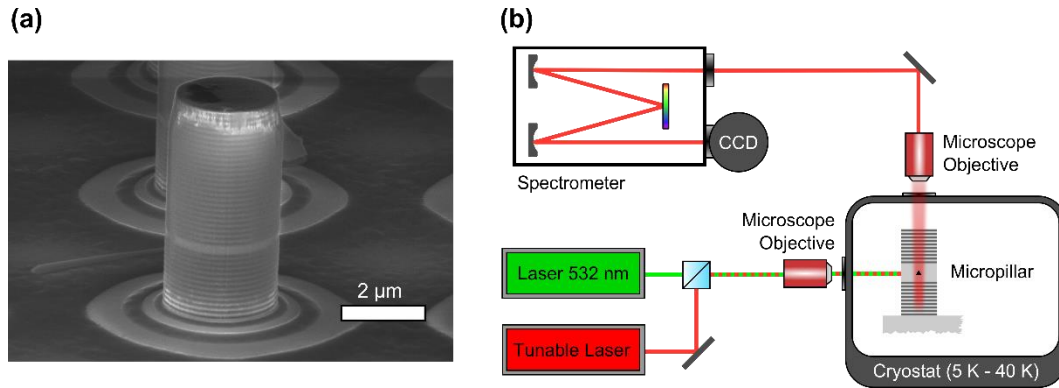 (a)
2 μm
(b)
CCD
Spectrometer
Microscope
Objective
Microscope
Objective
Laser 532 nm
Tunable Laser
Micropillar
Cryostat (5 K - 40 K)